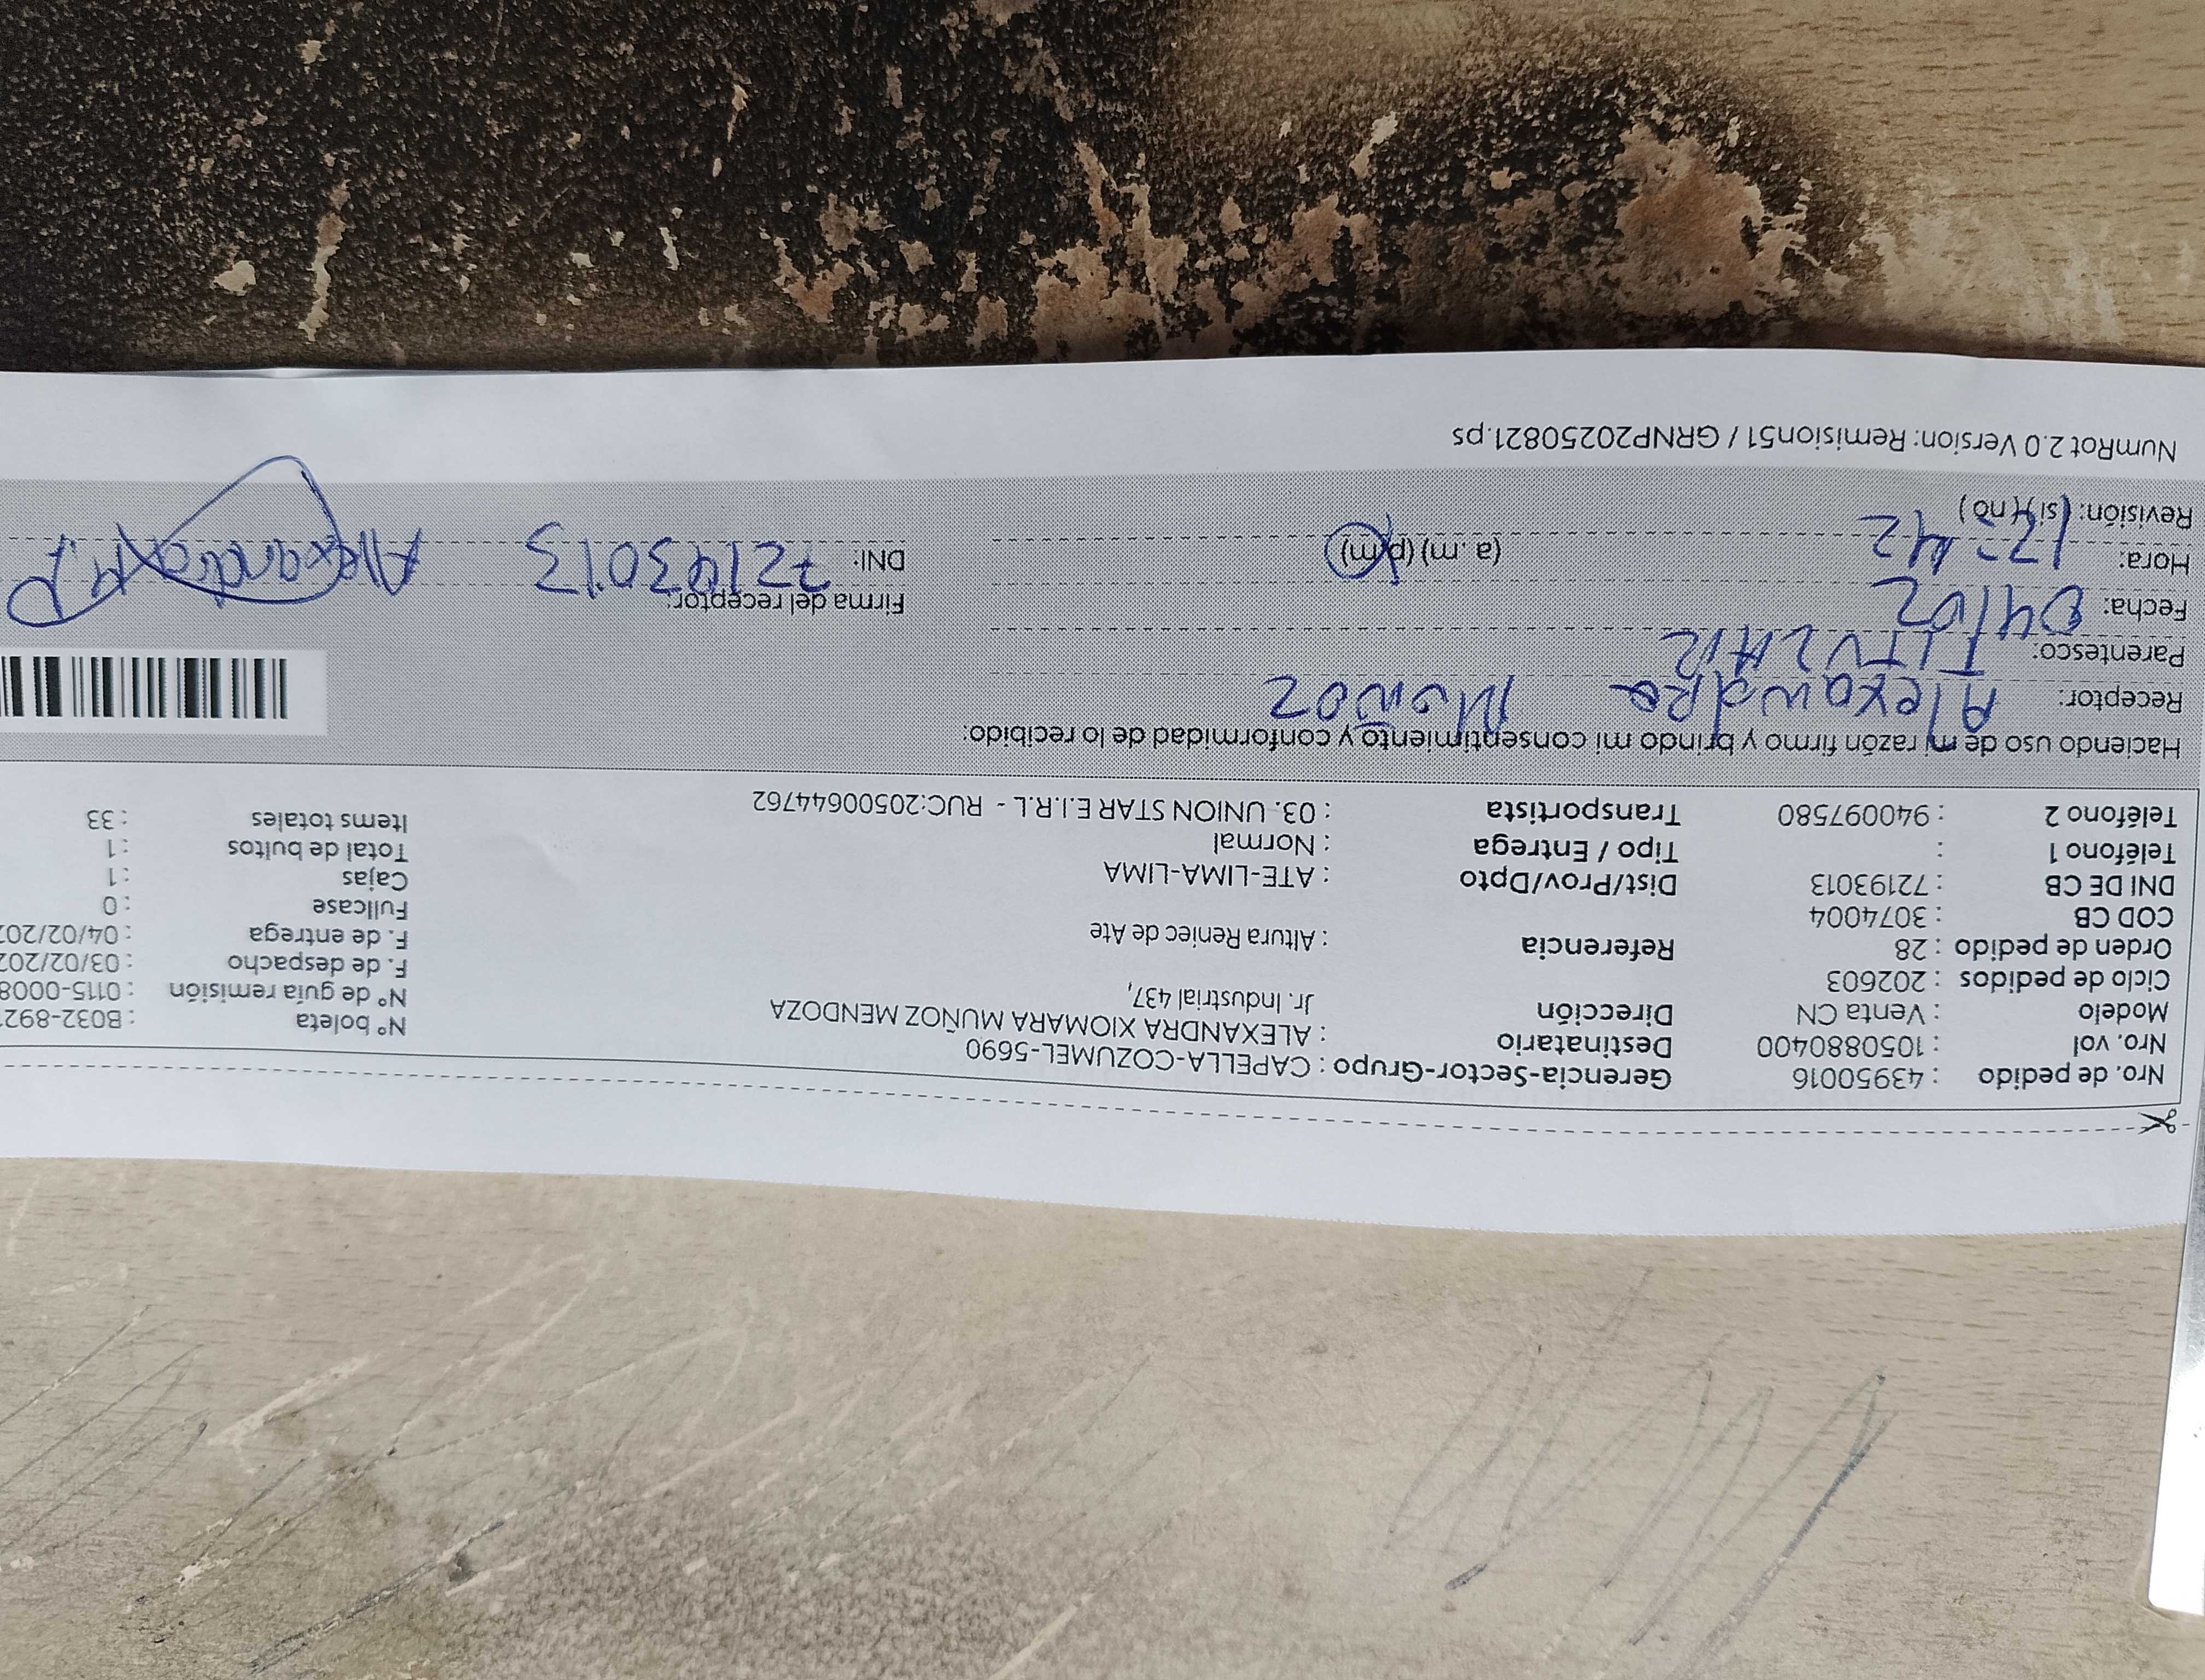 Nro. de pedido : 43950016 Gerencia-Sector-Grupo : CAPELLA-COZUMEL-5690
Nro. vol : 1050880400 Destinatario : ALEXANDRA XIOMARA MUÑOZ MENDOZA Nº boleta : B032-892
Modelo : Venta CN Dirección Jr. Industrial 437, Nº de guía remisión : 0115-0008
Ciclo de pedidos : 202603 F. de despacho : 03/02/202
Orden de pedido : 28 Referencia : Altura Reniec de Ate F. de entrega : 04/02/202
COD CB : 3074004 Fullcase : 0
DNI DE CB : 72193013 Dist/Prov/Dpto : ATE-LIMA-LIMA Cajas : 1
Teléfono 1 : Tipo / Entrega : Normal Total de bultos : 1
Teléfono 2 : 940097580 Transportista : 03. UNION STAR E.I.R.L - RUC:20500644762 Items totales : 33
Haciendo uso de mi razón firmo y brindo mi consentimiento y conformidad de lo recibido:
Receptor: Alexandra Muñoz
Parentesco: TITULAR
Fecha: 04/02 Firma del receptor: Alexandra M.
Hora: 12:42 (a.m) (p.m) DNI: 72193013
Revisión: (si) (no)
NumRot 2.0 Version: Remision51 / GRNP20250821.ps